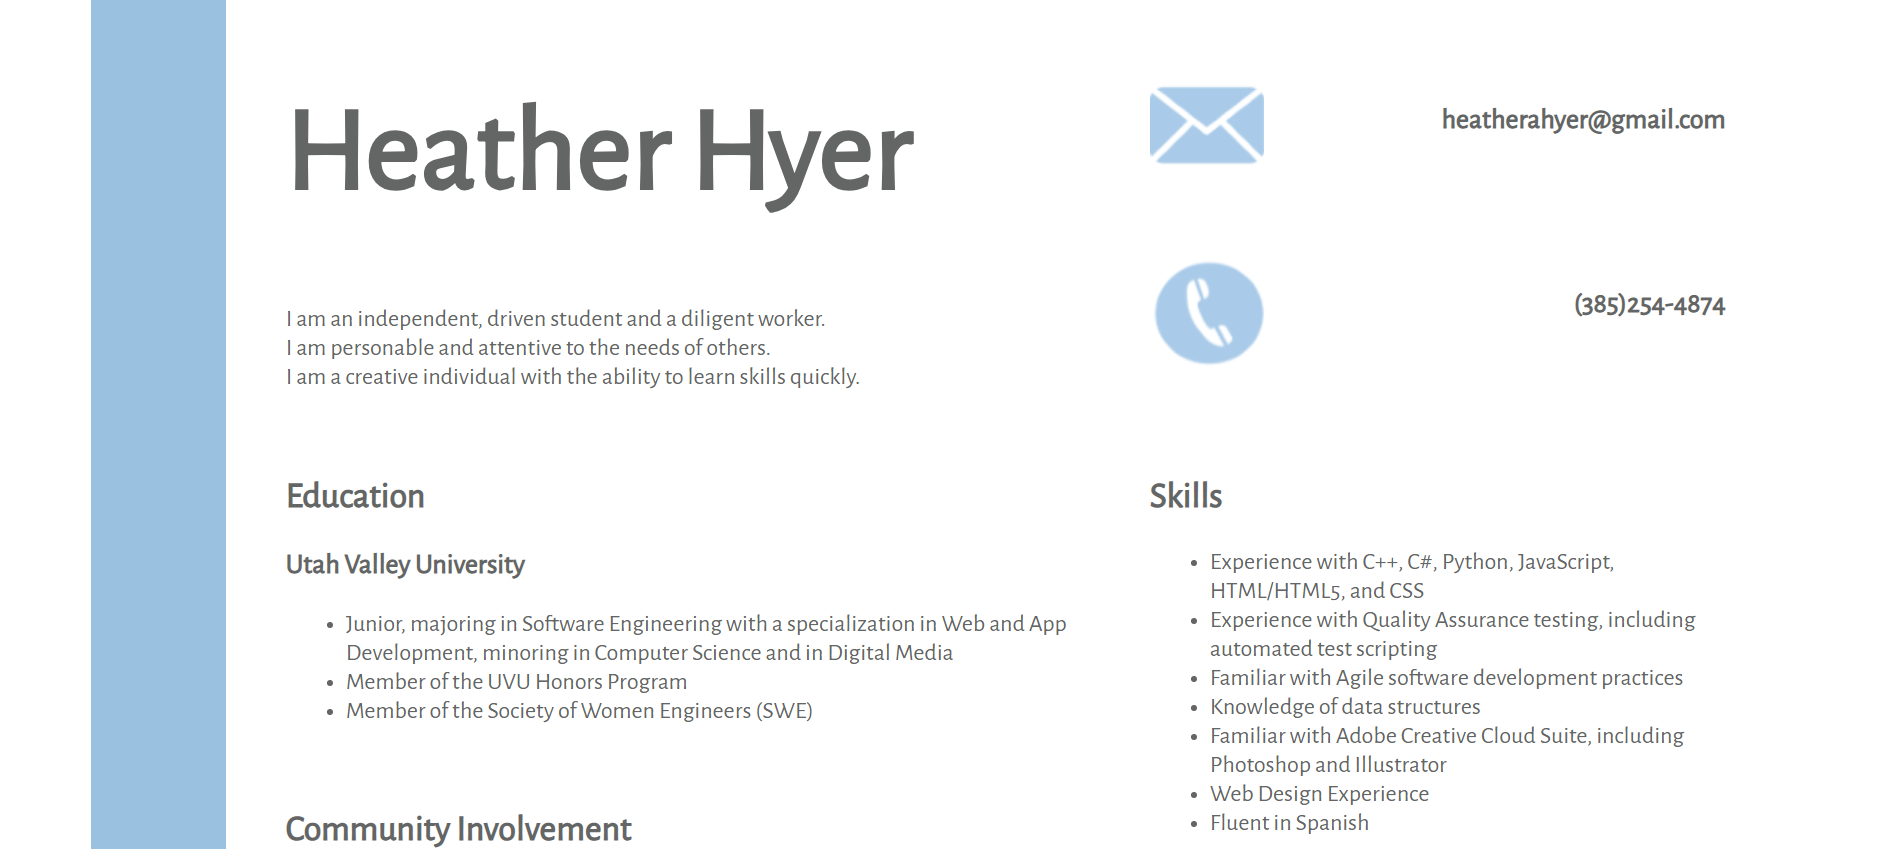 Heather Hyer
heatherahyer@gmail.com
(385)254-4874
I am an independent, driven student and a diligent worker.
I am personable and attentive to the needs of others.
I am a creative individual with the ability to learn skills quickly.
Education
Utah Valley University
• Junior, majoring in Software Engineering with a specialization in Web and App
Development, minoring in Computer Science and in Digital Media
• Member of the UVU Honors Program
• Member of the Society of Women Engineers (SWE)
Community Involvement
Skills
• Experience with C++, C#, Python, JavaScript,
HTML/HTML5, and CSS
• Experience with Quality Assurance testing, including
automated test scripting
• Familiar with Agile software development practices
• Knowledge of data structures
• Familiar with Adobe Creative Cloud Suite, including
Photoshop and Illustrator
• Web Design Experience
• Fluent in Spanish